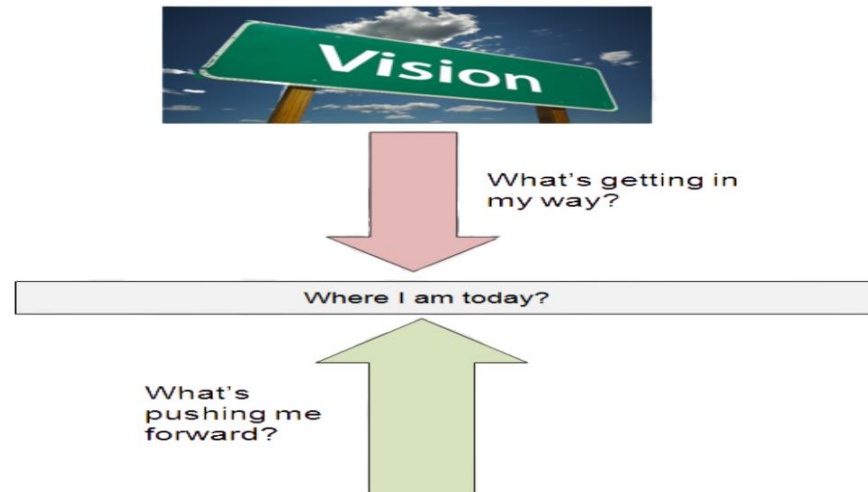 Vision
What's getting in
my way?
Where I am today?
What's
pushing me
forward?